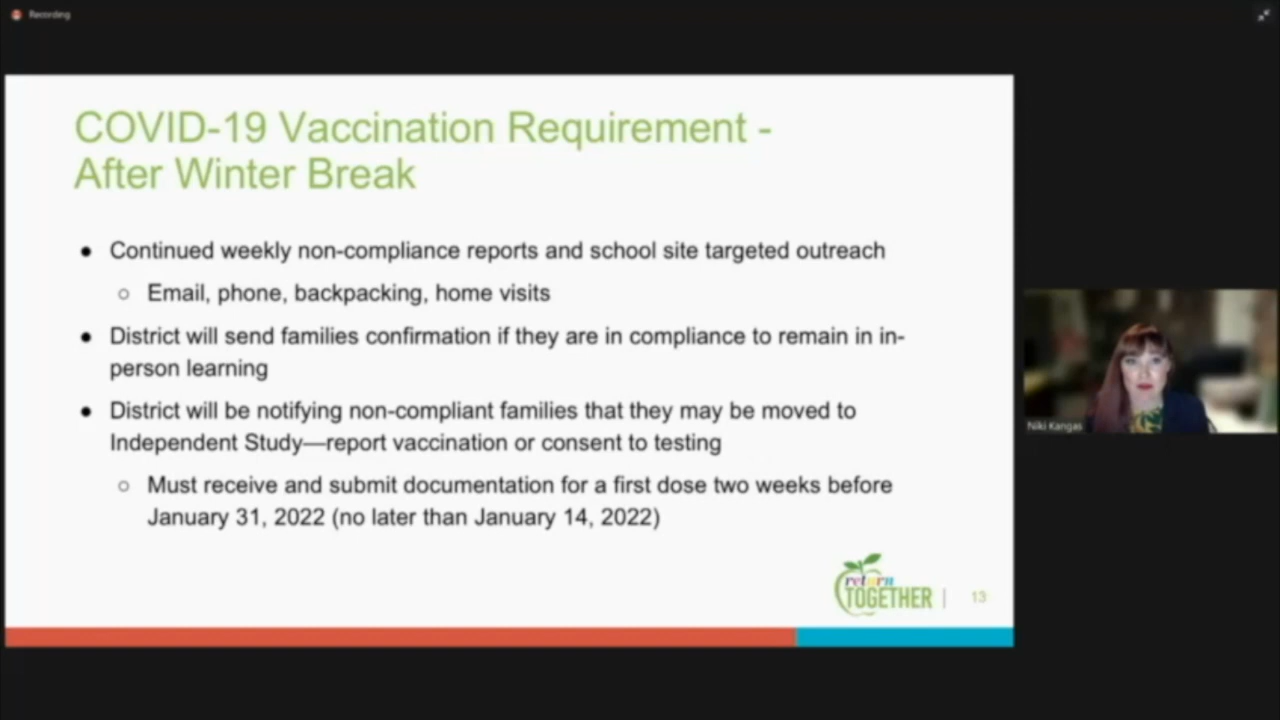 Recording
COVID-19 Vaccination Requirement -
After Winter Break
● Continued weekly non-compliance reports and school site targeted outreach
○ Email, phone, backpacking, home visits
● District will send families confirmation if they are in compliance to remain in in-
person learning
● District will be notifying non-compliant families that they may be moved to
Independent Study—report vaccination or consent to testing
○ Must receive and submit documentation for a first dose two weeks before
January 31, 2022 (no later than January 14, 2022)
return
TOGETHER | 13
Niki Kangas